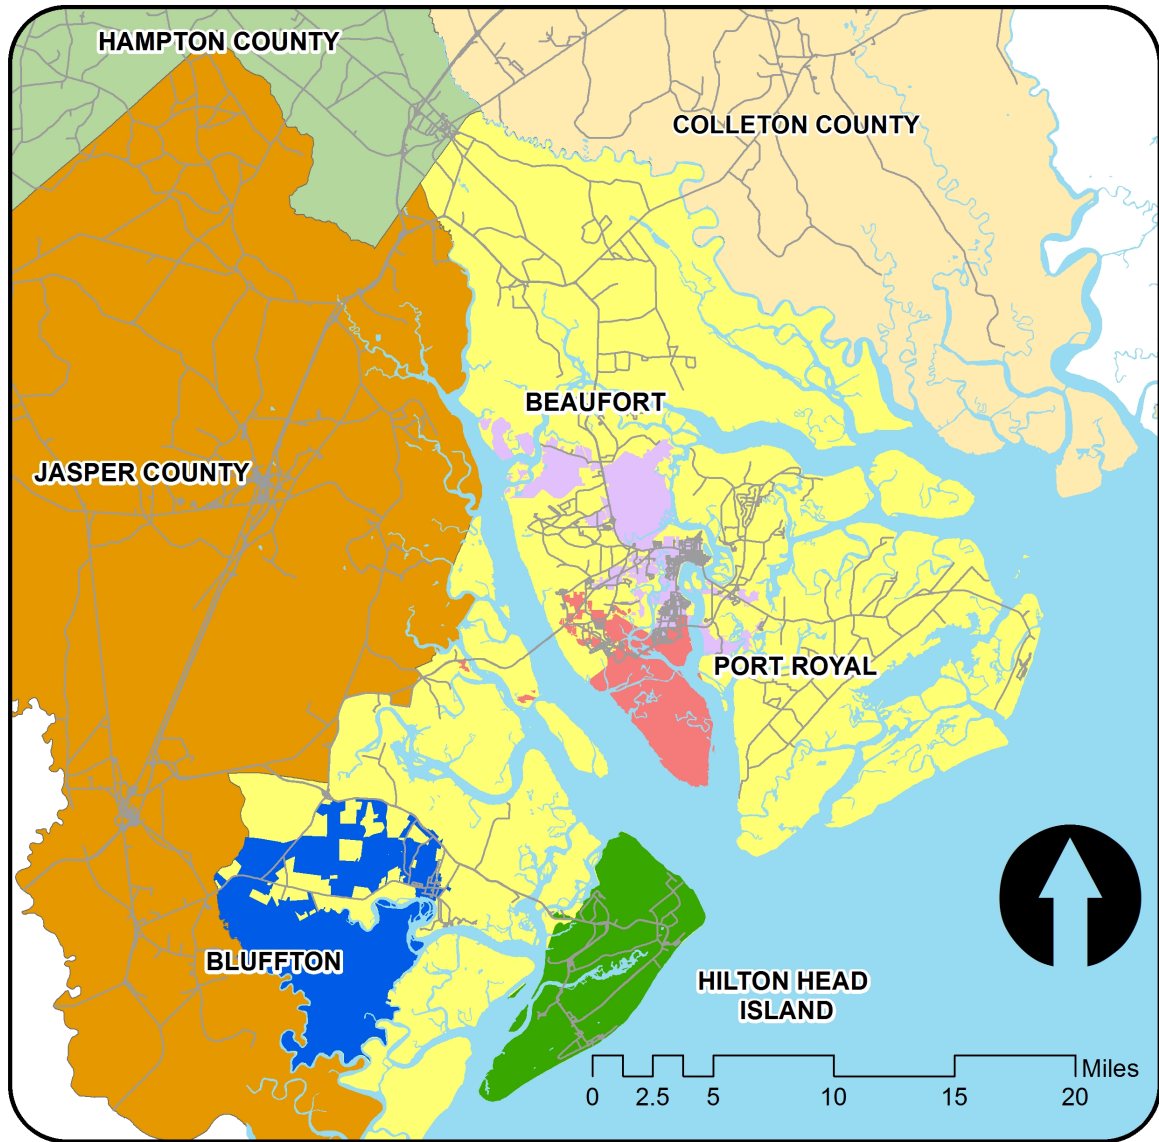 HAMPTON COUNTY
COLLETON COUNTY
BEAUFORT
JASPER COUNTY
PORT ROYAL
BLUFFTON
HILTON HEAD
ISLAND
Miles
0 2.5 5 10 15 20